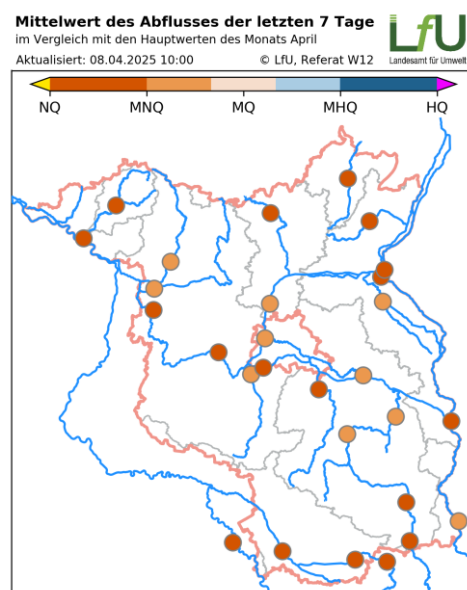 Mittelwert des Abflusses der letzten 7 Tage
im Vergleich mit den Hauptwerten des Monats April
Aktualisiert: 08.04.2025 10:00 © LfU, Referat W12
LfU
Landesamt für Umwelt
NQ MNQ MQ MHQ HQ